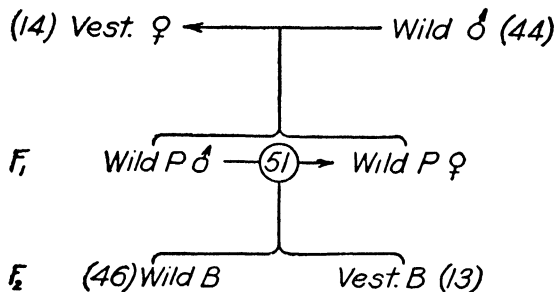 (14) Vest. ♀ Wild ♂ (44)
F₁ Wild P ♂ 51 Wild P ♀
F₂ (46) Wild B Vest. B (13)